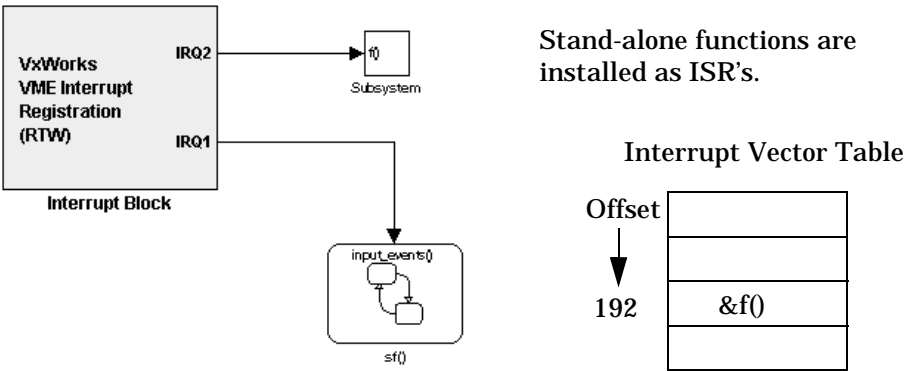 VxWorks
VME Interrupt
Registration
(RTW)
IRQ2
IRQ1
Interrupt Block
f()
Subsystem
input_events()
sf()
Stand-alone functions are
installed as ISR's.
Interrupt Vector Table
Offset
192
&f()